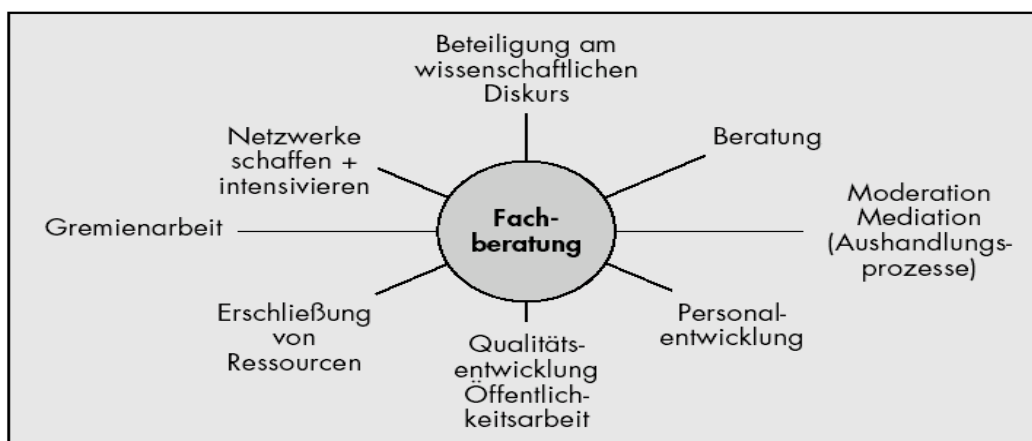 Beteiligung am
wissenschaftlichen
Diskurs
Netzwerke
schaffen +
intensivieren
Beratung
Gremienarbeit
Fach-
beratung
Moderation
Mediation
(Aushandlungs-
prozesse)
Erschließung
von
Ressourcen
Qualitäts-
entwicklung
Öffentlich-
keitsarbeit
Personal-
entwicklung